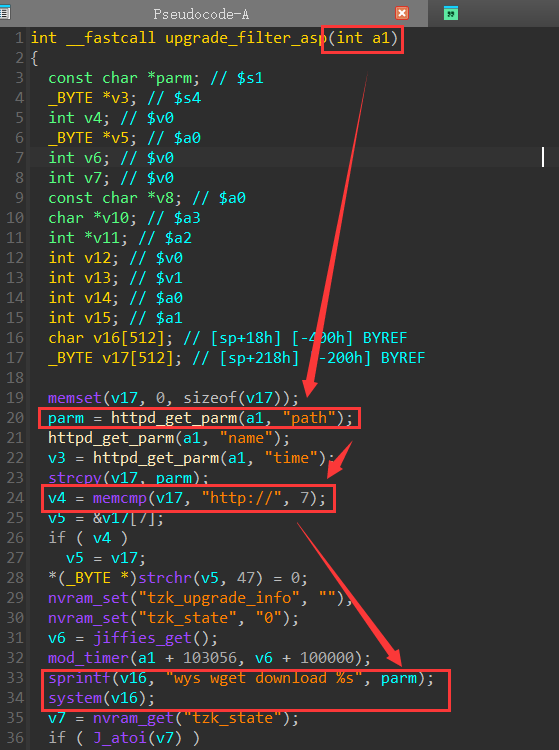 Pseudocode-A
1 int __fastcall upgrade_filter_asp(int a1)
2 {
3 const char *parm; // $s1
4 _BYTE *v3; // $s4
5 int v4; // $v0
6 _BYTE *v5; // $a0
7 int v6; // $v0
8 int v7; // $v0
9 const char *v8; // $a0
10 char *v10; // $a3
11 int *v11; // $a2
12 int v12; // $v0
13 int v13; // $v1
14 int v14; // $a0
15 int v15; // $a1
16 char v16[512]; // [sp+18h] [-400h] BYREF
17 _BYTE v17[512]; // [sp+218h] [-200h] BYREF
18
19 memset(v17, 0, sizeof(v17));
20 parm = httpd_get_parm(a1, "path");
21 httpd_get_parm(a1, "name");
22 v3 = httpd_get_parm(a1, "time");
23 strcpy(v17, parm);
24 v4 = memcmp(v17, "http://", 7);
25 v5 = &v17[7];
26 if ( v4 )
27 v5 = v17;
28 *(_BYTE *)strchr(v5, 47) = 0;
29 nvram_set("tzk_upgrade_info", "");
30 nvram_set("tzk_state", "0");
31 v6 = jiffies_get();
32 mod_timer(a1 + 103056, v6 + 100000);
33 sprintf(v16, "wys wget download %s", parm);
34 system(v16);
35 v7 = nvram_get("tzk_state");
36 if ( J_atoi(v7) )